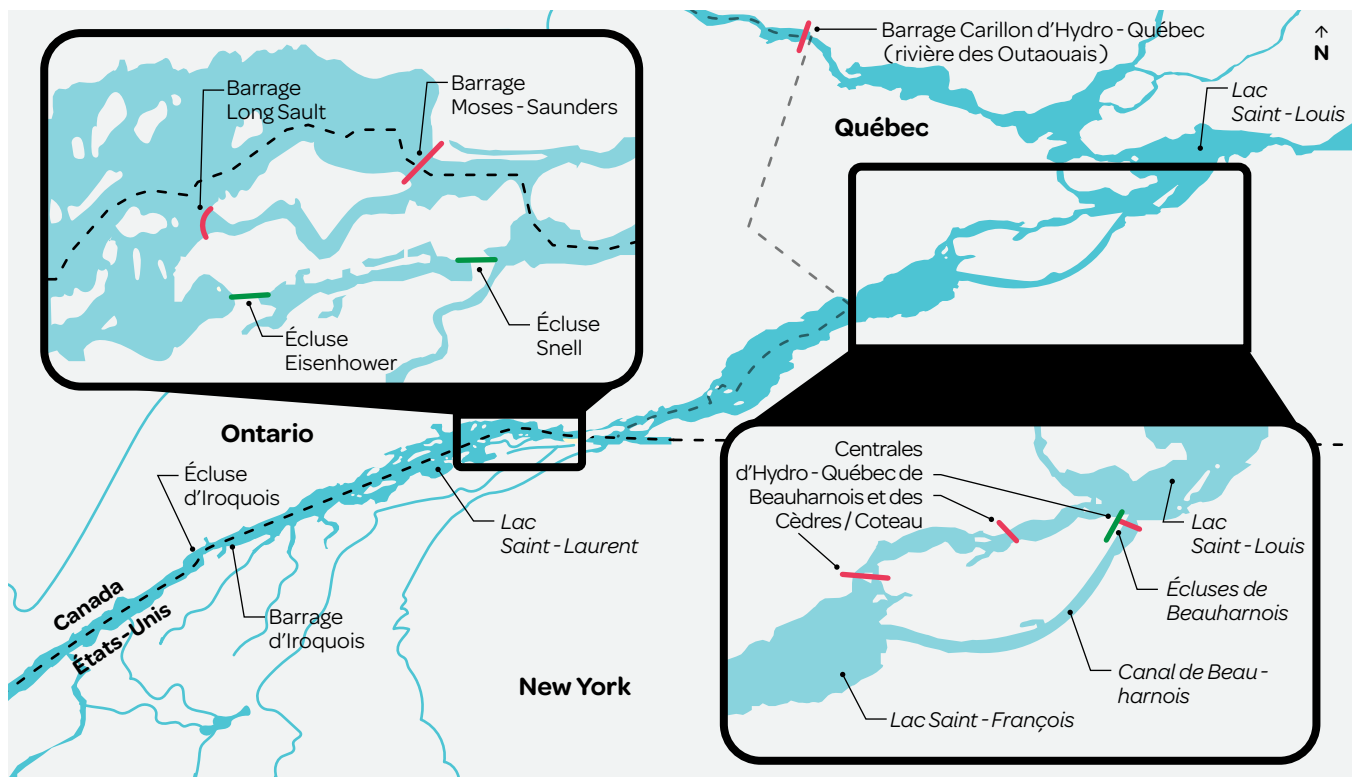 Barrage
Long Sault
Barrage
Moses-Saunders
Écluse
Eisenhower
Écluse
Snell
Barrage Carillon d’Hydro-Québec
(rivière des Outaouais)
↑
N
Lac
Saint-Louis
Québec
Ontario
Écluse
d’Iroquois
Lac
Saint-Laurent
Canada
États-Unis
Barrage
d’Iroquois
New York
Centrales
d’Hydro-Québec de
Beauharnois et des
Cèdres/Coteau
Lac
Saint-Louis
Écluses de
Beauharnois
Canal de Beau-
harnois
Lac Saint-François